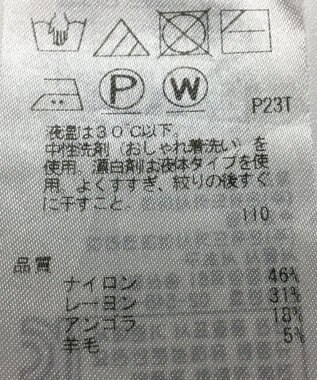 P
W
P23T
液温は30℃以下。
中性洗剤（おしゃれ着洗い）を
使用。漂白剤は液体タイプを使
用。よくすすぎ、絞りの後すぐ
に干すこと。
110
品質
ナイロン 46%
レーヨン 31%
アンゴラ 18%
羊毛 5%